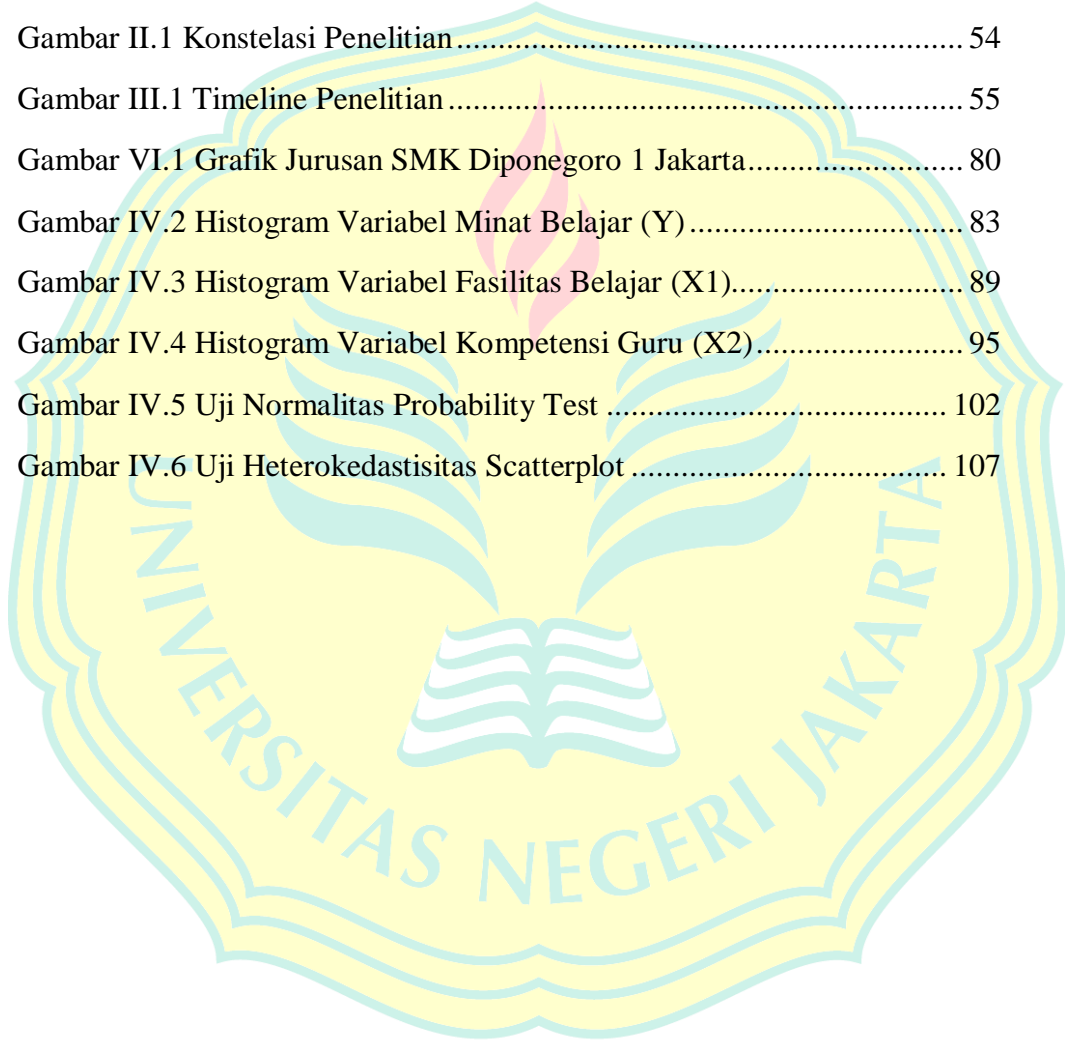 Gambar II.1 Konstelasi Penelitian.................................................................. 54
Gambar III.1 Timeline Penelitian................................................................... 55
Gambar VI.1 Grafik Jurusan SMK Diponegoro 1 Jakarta............................ 80
Gambar IV.2 Histogram Variabel Minat Belajar (Y)................................... 83
Gambar IV.3 Histogram Variabel Fasilitas Belajar (X1).............................. 89
Gambar IV.4 Histogram Variabel Kompetensi Guru (X2)........................... 95
Gambar IV.5 Uji Normalitas Probability Test ............................................ 102
Gambar IV.6 Uji Heterokedastisitas Scatterplot ......................................... 107
UNIVERSITAS NEGERI JAKARTA